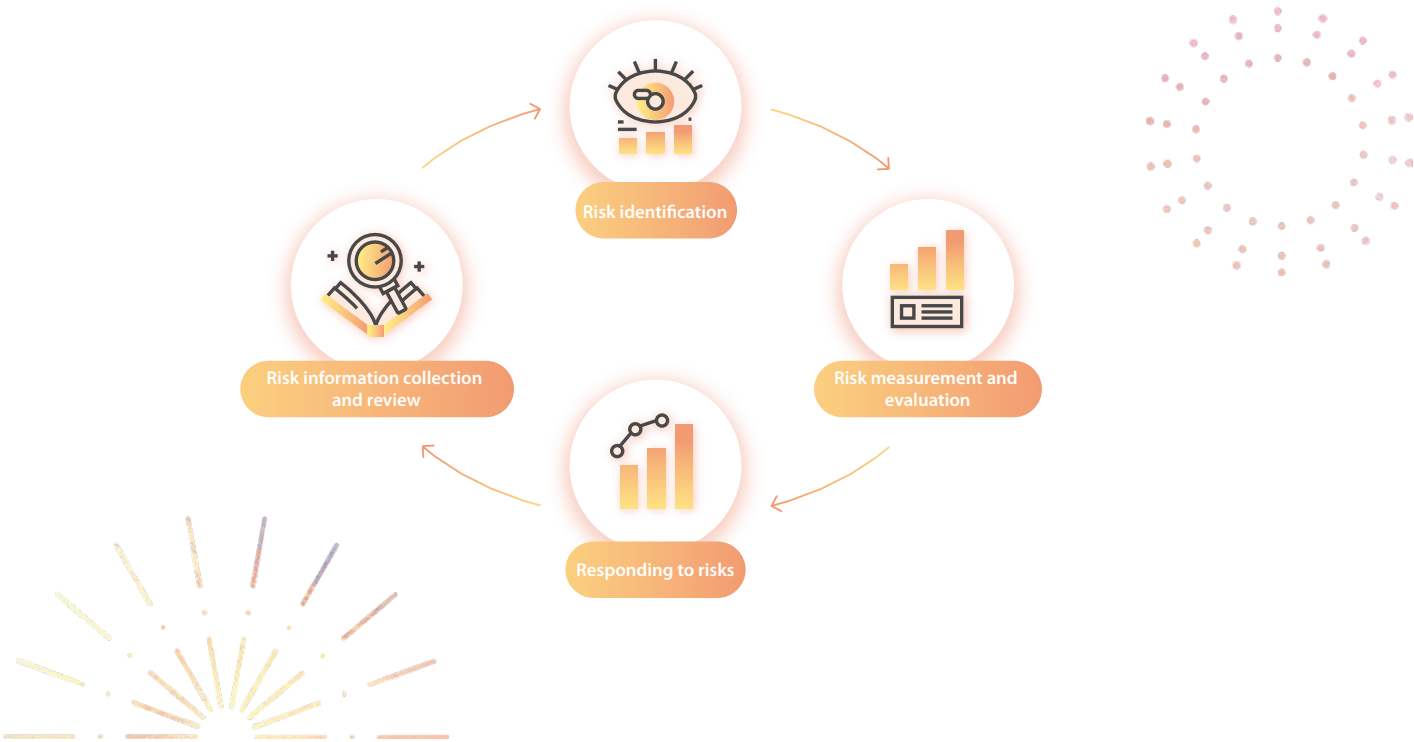 Risk identification
Risk information collection
and review
Risk measurement and
evaluation
Responding to risks